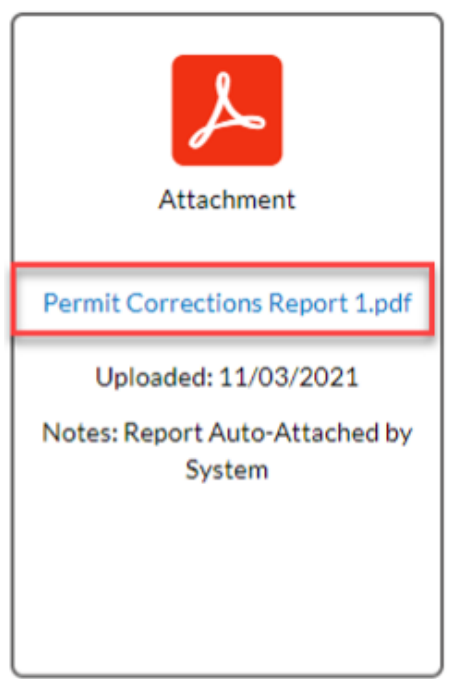 Attachment
Permit Corrections Report 1.pdf
Uploaded: 11/03/2021
Notes: Report Auto-Attached by
System